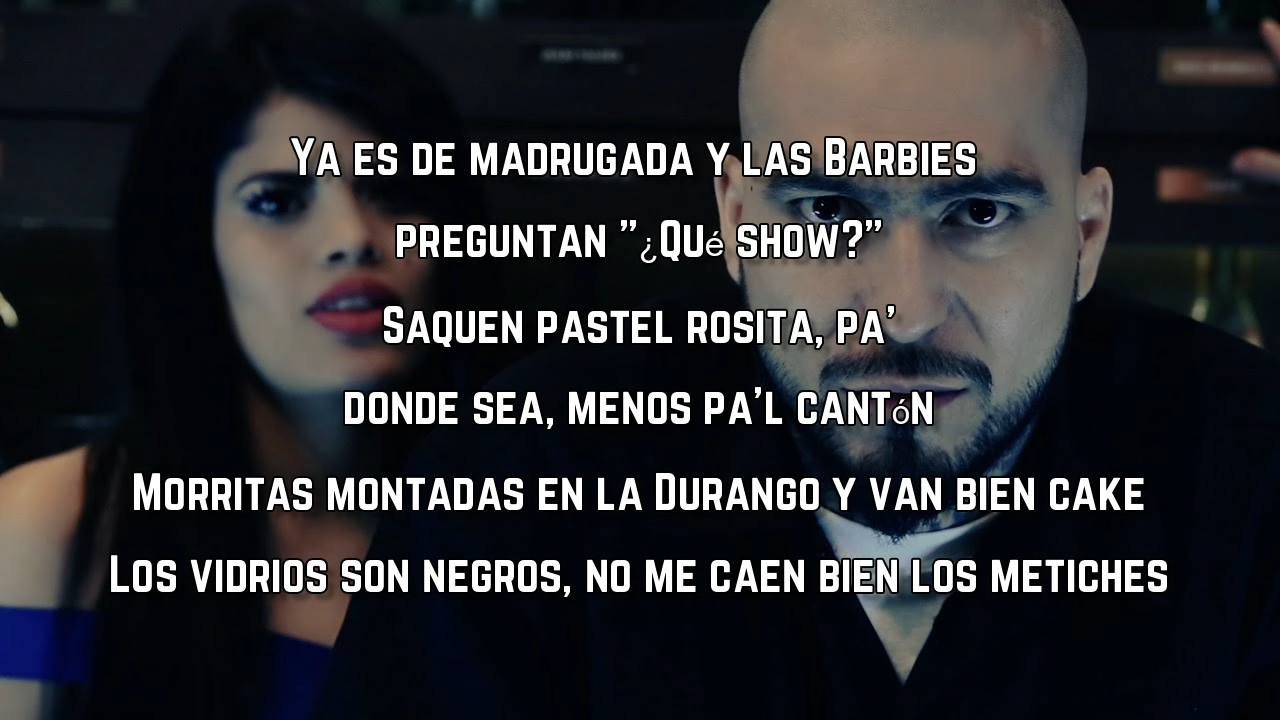 Ya es de madrugada y las Barbies
preguntan "¿Qué show?"
Saquen pastel rosita, pa'
donde sea, menos pa'l cantón
Morritas montadas en la Durango y van bien cake
Los vidrios son negros, no me caen bien los metiches